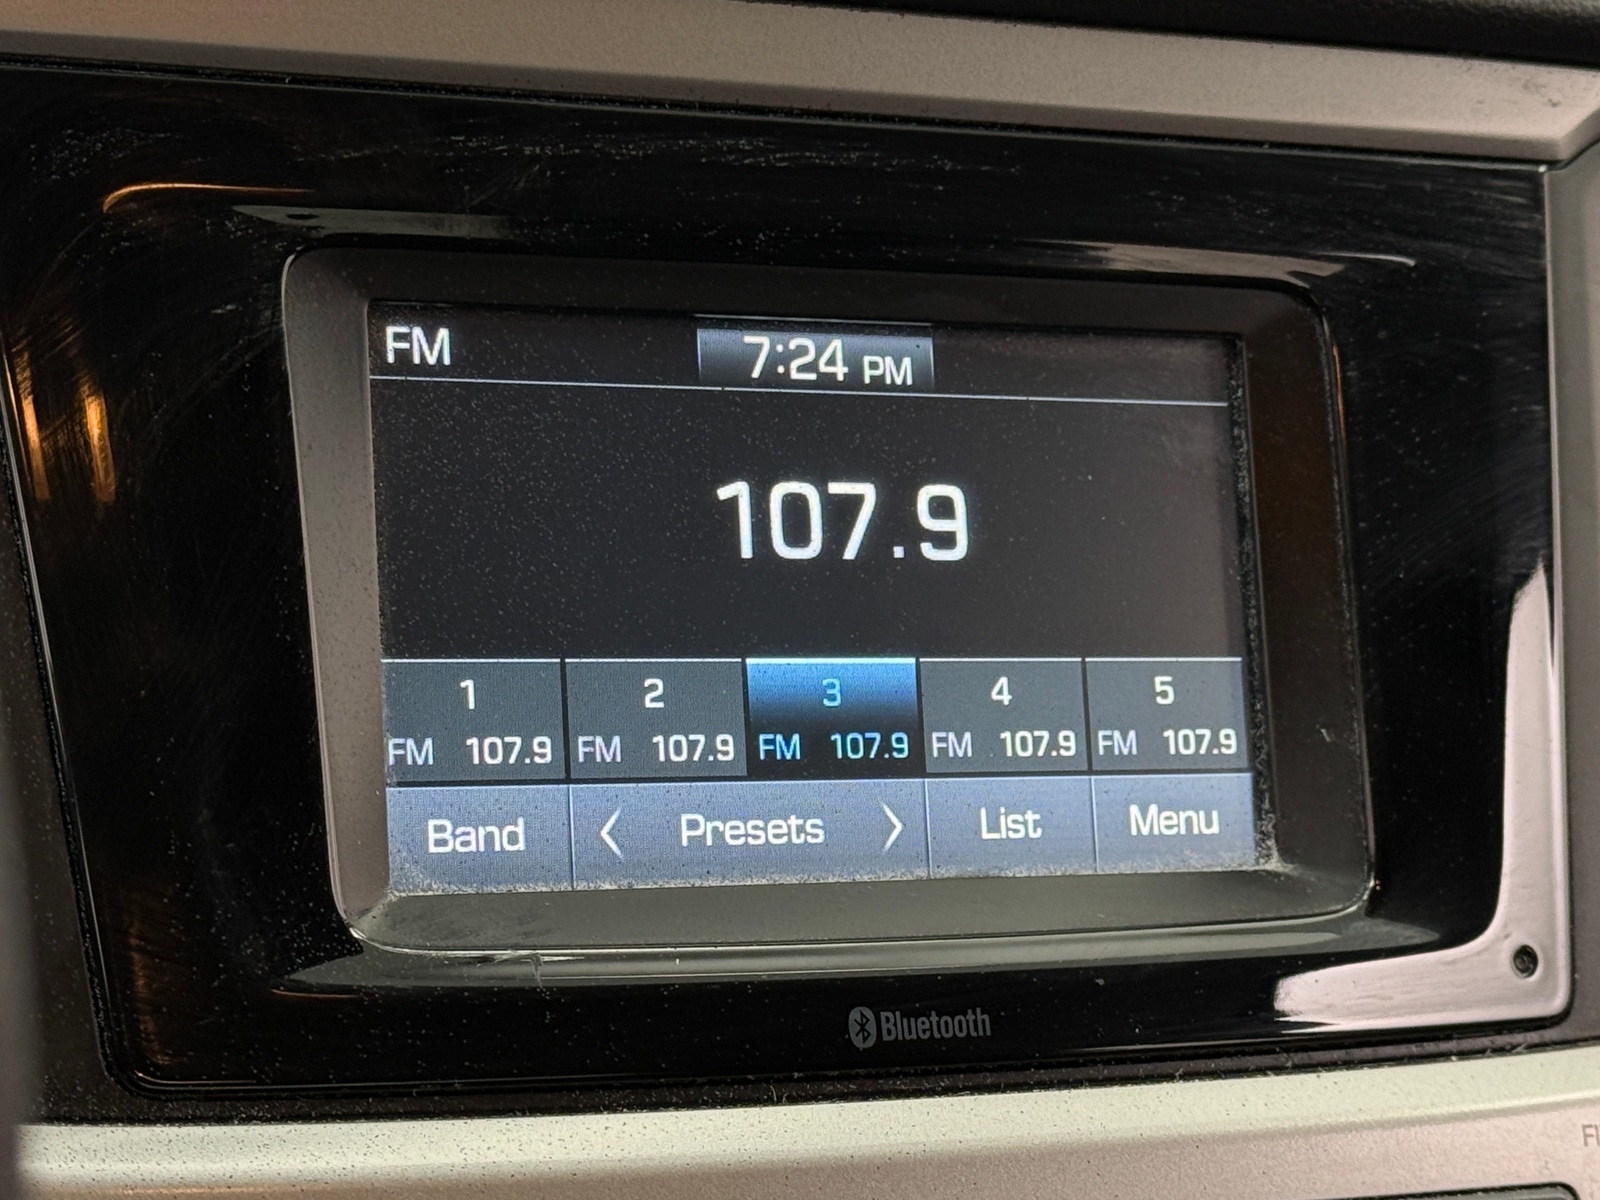 FM 7:24 PM
107.9
1 2 3 4 5
FM 107.9 FM 107.9 FM 107.9 FM 107.9 FM 107.9
Band < Presets > List Menu
Bluetooth